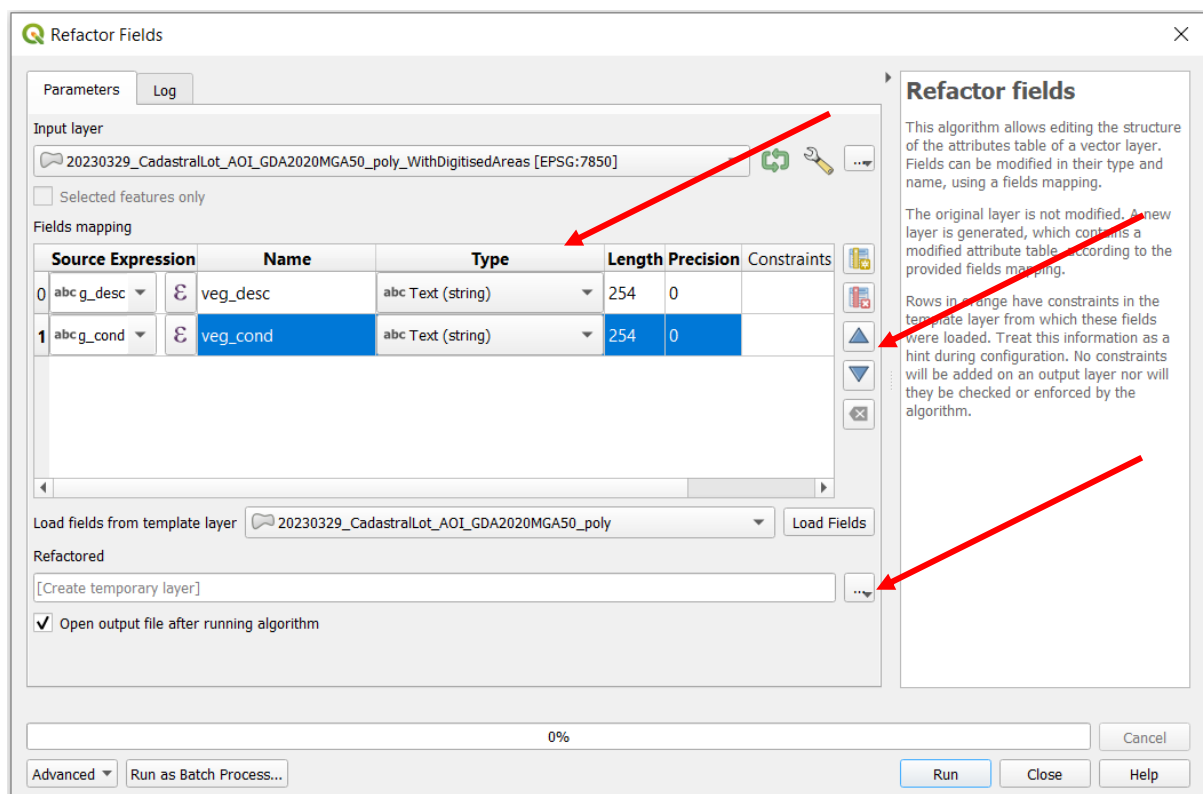 Refactor Fields
Parameters
Log
Input layer
20230329_CadastralLot_AOI_GDA2020MGA50_poly_WithDigitisedAreas [EPSG:7850]
...
Selected features only
Fields mapping
Source Expression Name Type Length Precision Constraints
0 abc g_desc ε veg_desc abc Text (string) 254 0
1 abc g_cond ε veg_cond abc Text (string) 254 0
Load fields from template layer 20230329_CadastralLot_AOI_GDA2020MGA50_poly Load Fields
Refactored
[Create temporary layer]
...
Open output file after running algorithm
Refactor fields
This algorithm allows editing the structure
of the attributes table of a vector layer.
Fields can be modified in their type and
name, using a fields mapping.
The original layer is not modified. A new
layer is generated, which contains a
modified attribute table, according to the
provided fields mapping.
Rows in orange have constraints in the
template layer from which these fields
were loaded. Treat this information as a
hint during configuration. No constraints
will be added on an output layer nor will
they be checked or enforced by the
algorithm.
0%
Cancel
Advanced Run as Batch Process... Run Close Help